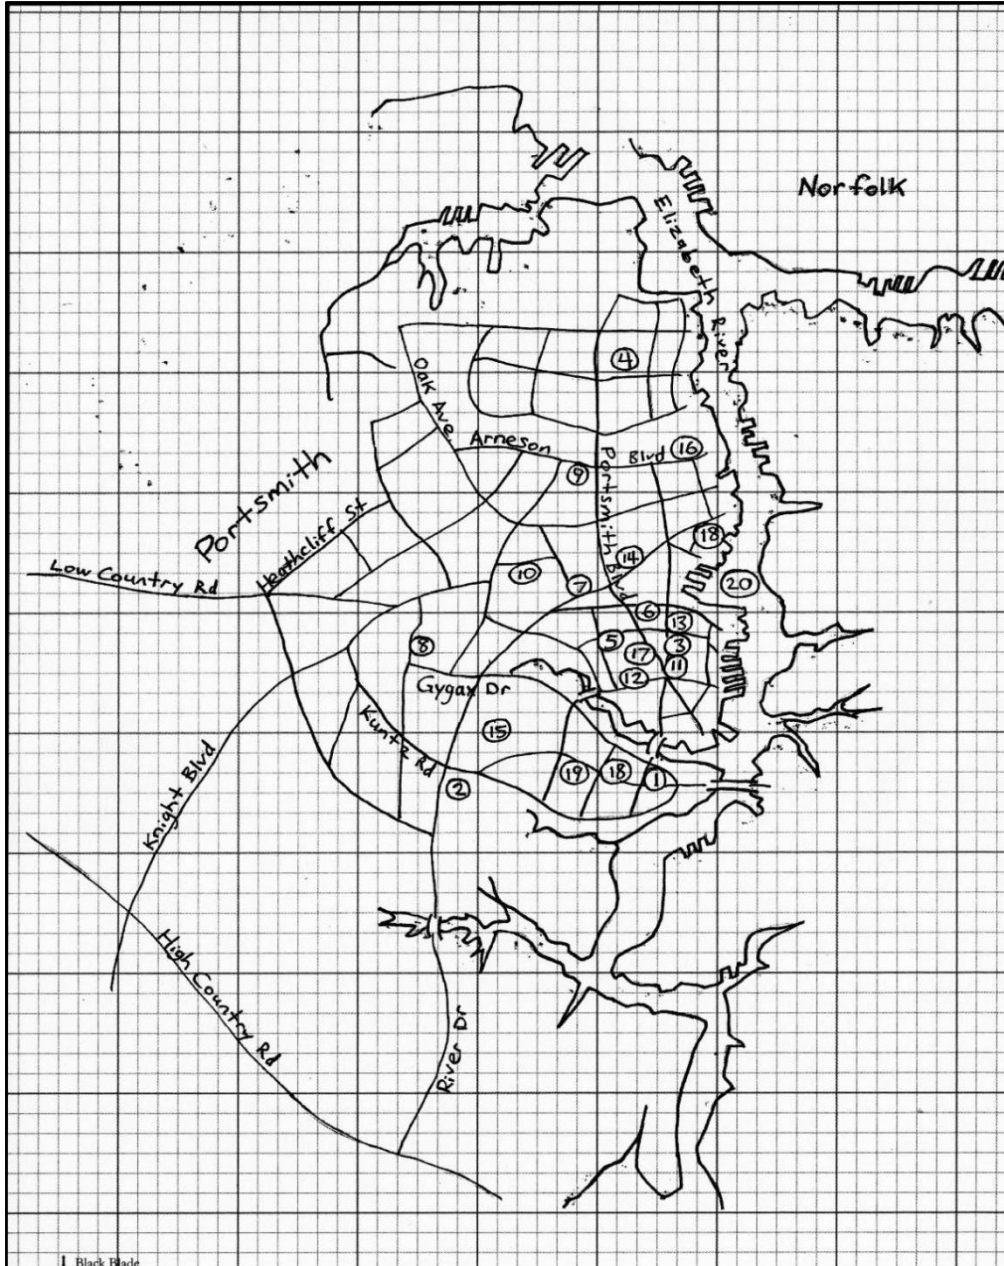 Norfolk
Elizabeth River
4
Oak Ave.
Arneson Blvd
16
9
Portsmith Blvd
Portsmith
Heathcliff St
18
14
Low Country Rd
10
7
20
6
13
5
3
8
17
11
12
Gygax Dr
Kuntz Rd
15
Knight Blvd
19
18
1
2
High Country Rd
River Dr
1 Black Blade